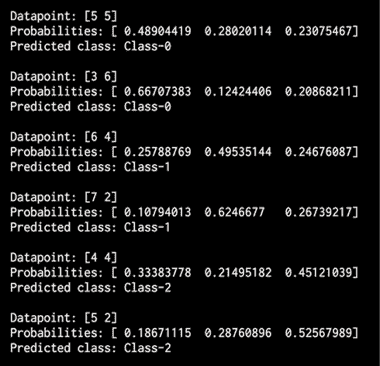 Datapoint: [5 5]
Probabilities: [ 0.48904419  0.28020114  0.23075467]
Predicted class: Class-0
Datapoint: [3 6]
Probabilities: [ 0.66707383  0.12424406  0.20868211]
Predicted class: Class-0
Datapoint: [6 4]
Probabilities: [ 0.25788769  0.49535144  0.24676087]
Predicted class: Class-1
Datapoint: [7 2]
Probabilities: [ 0.10794013  0.6246677   0.26739217]
Predicted class: Class-1
Datapoint: [4 4]
Probabilities: [ 0.33383778  0.21495182  0.45121039]
Predicted class: Class-2
Datapoint: [5 2]
Probabilities: [ 0.18671115  0.28760896  0.52567989]
Predicted class: Class-2